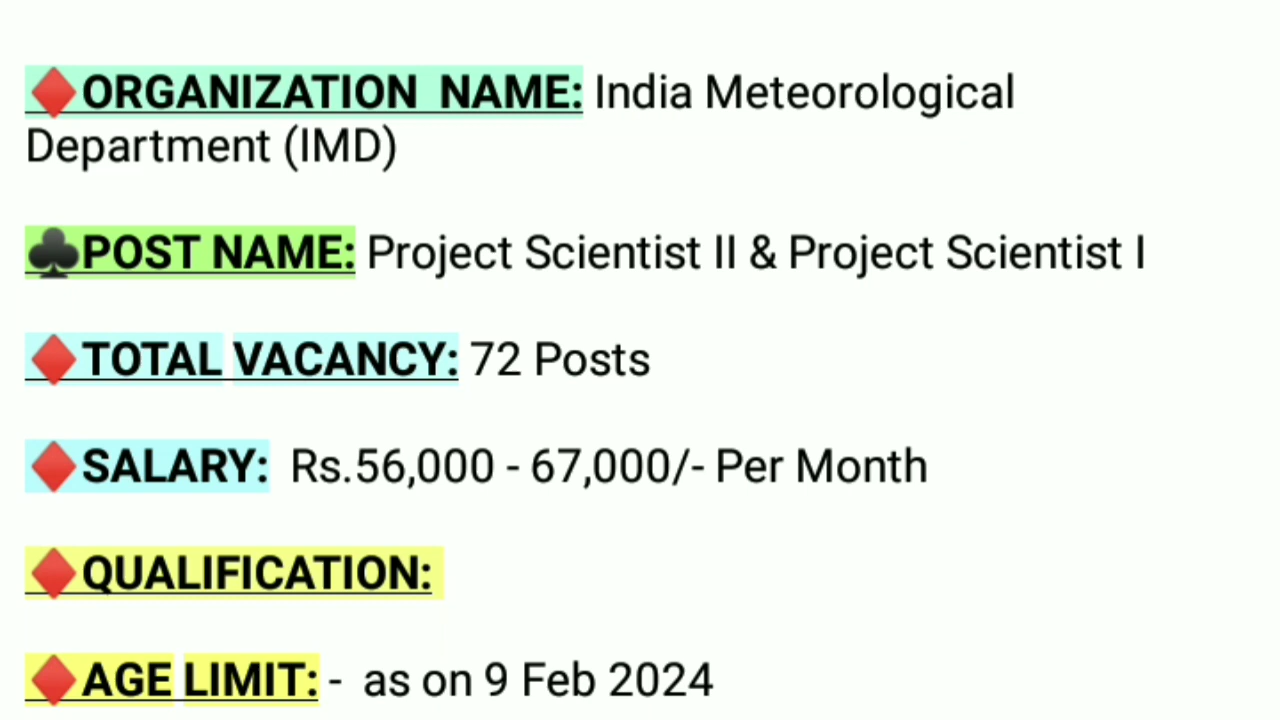 ♦️ORGANIZATION NAME: India Meteorological
Department (IMD)
♣️POST NAME: Project Scientist II & Project Scientist I
♦️TOTAL VACANCY: 72 Posts
♦️SALARY: Rs.56,000 - 67,000/- Per Month
♦️QUALIFICATION:
♦️AGE LIMIT: - as on 9 Feb 2024